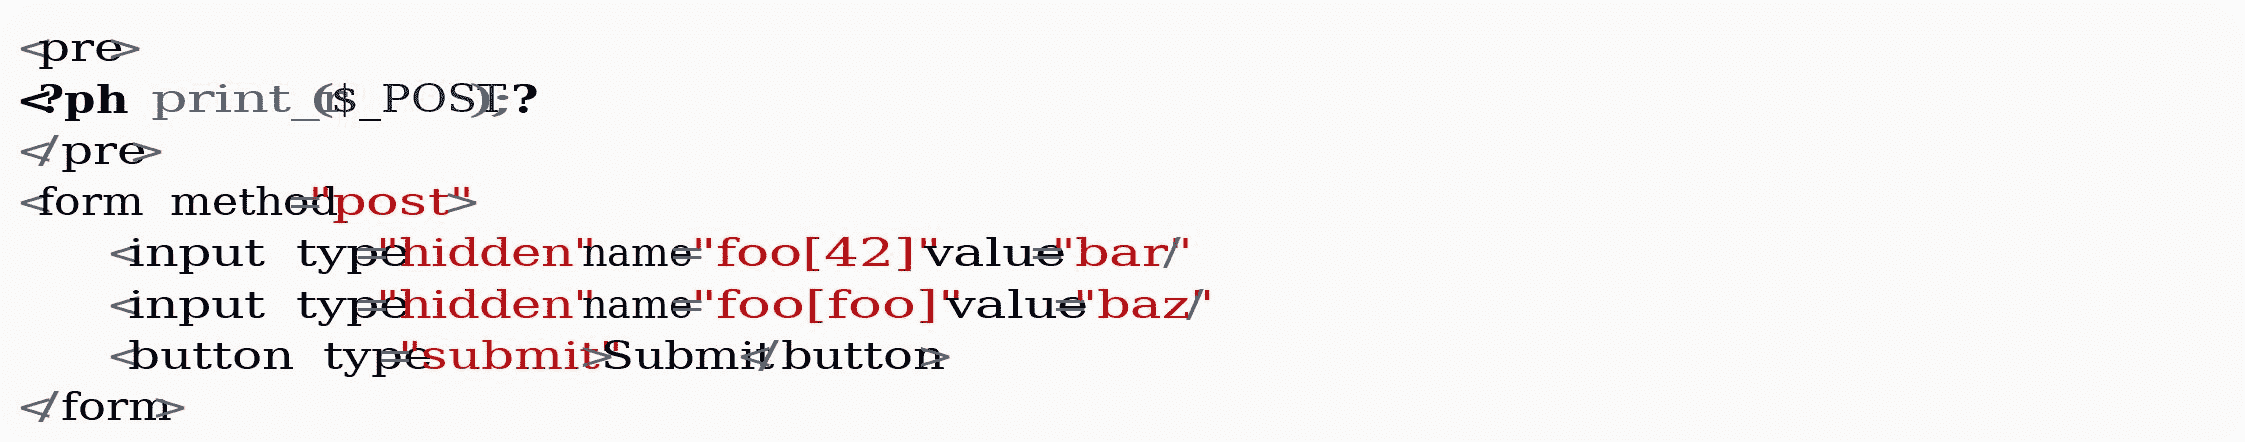 <pre>
<?ph print_r($_POST);?
</pre>
<form method="post">
<input type="hidden" name="foo[42]" value="bar"/
<input type="hidden" name="foo[foo]" value="baz"/
<button type="submit">Submit</button>
</form>